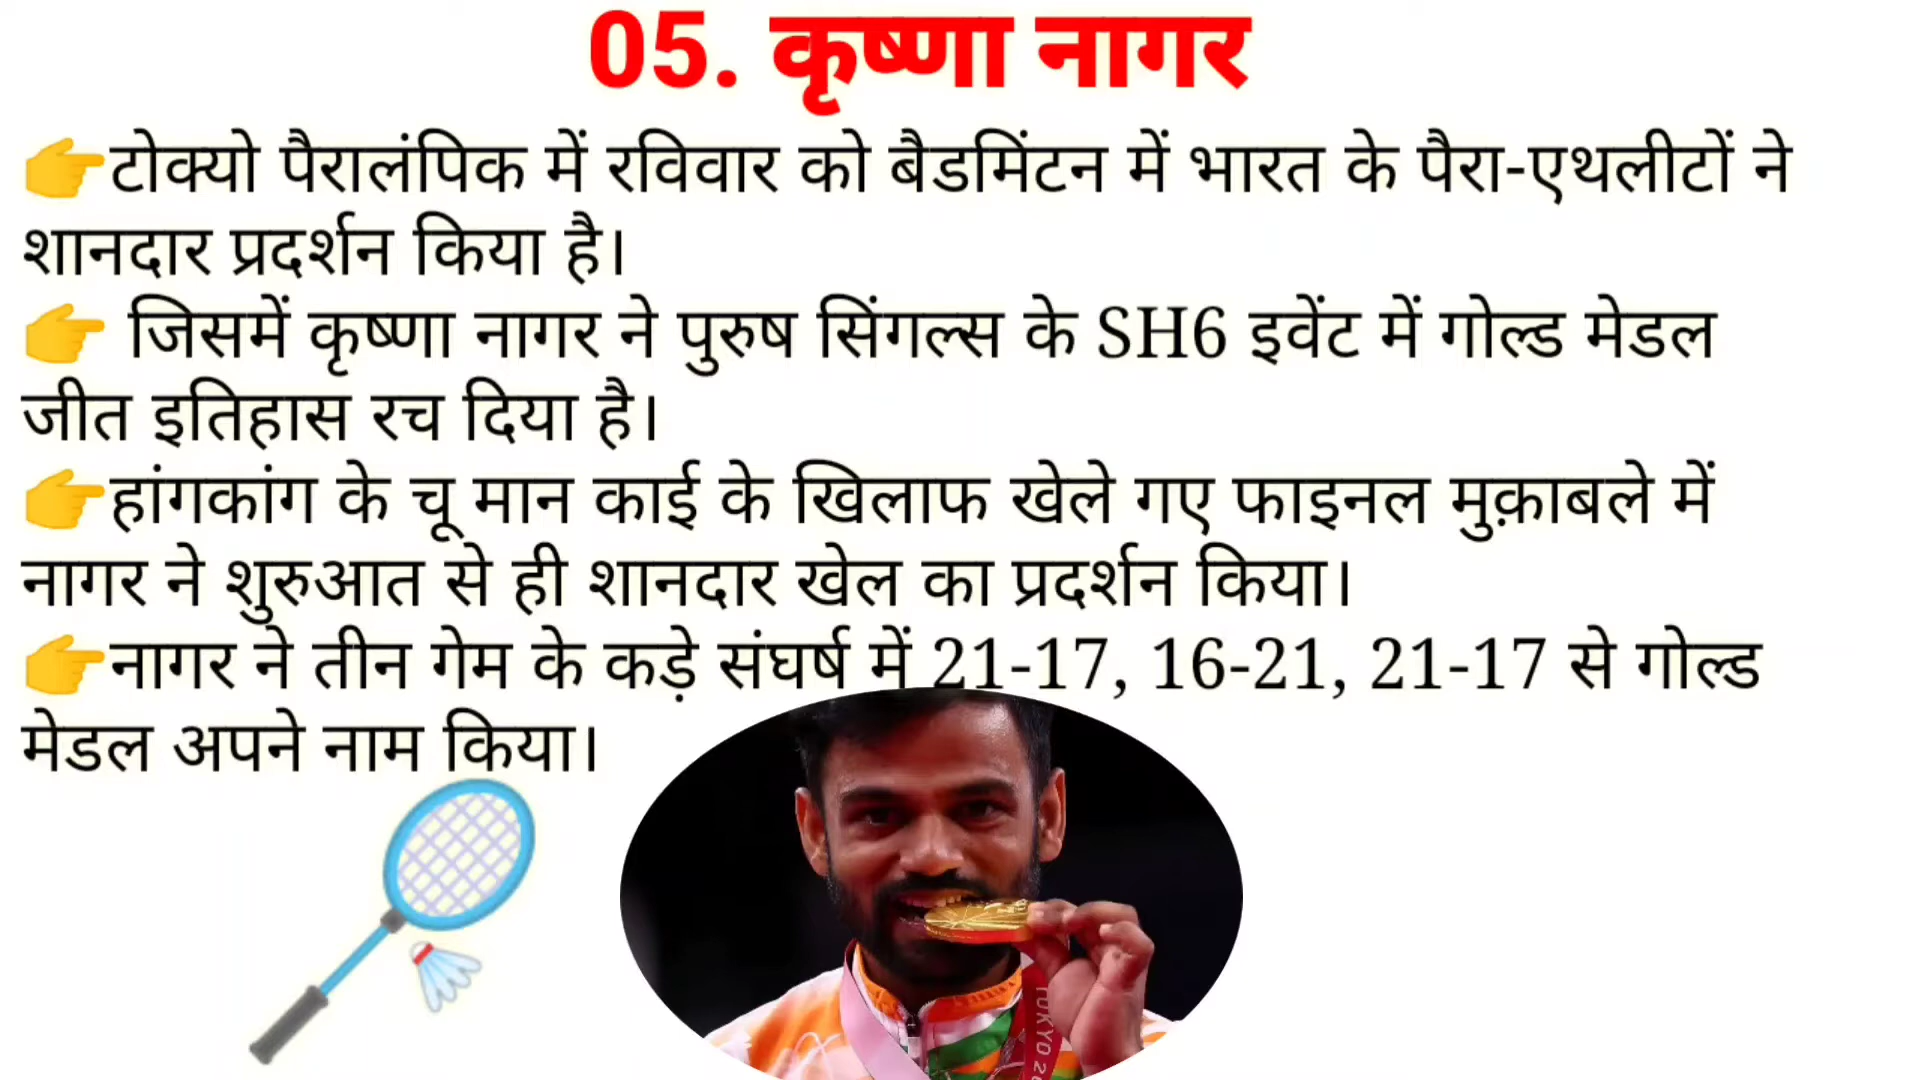 05. कृष्णा नागर
👉टोक्यो पैरालंपिक में रविवार को बैडमिंटन में भारत के पैरा-एथलीटों ने
शानदार प्रदर्शन किया है।
👉 जिसमें कृष्णा नागर ने पुरुष सिंगल्स के SH6 इवेंट में गोल्ड मेडल
जीत इतिहास रच दिया है।
👉हांगकांग के चू मान काई के खिलाफ खेले गए फाइनल मुक़ाबले में
नागर ने शुरुआत से ही शानदार खेल का प्रदर्शन किया।
👉नागर ने तीन गेम के कड़े संघर्ष में 21-17, 16-21, 21-17 से गोल्ड
मेडल अपने नाम किया।
TOKYO 20